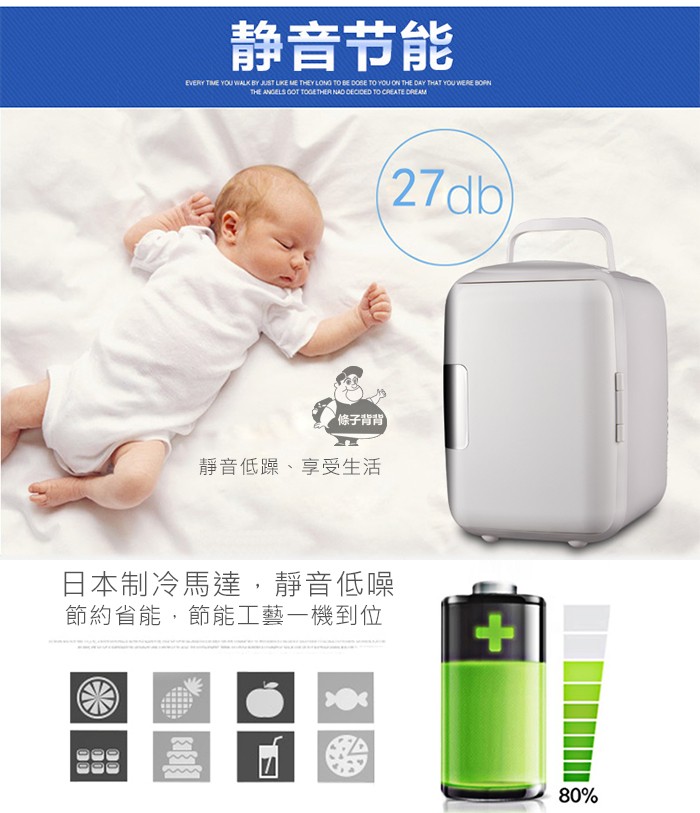 静音节能
EVERY TIME YOU WALK BY JUST LIKE ME THEY LONG TO BE DOSE TO YOU ON THE DAY THAT YOU WERE BORN
THE ANGELS GOT TOGETHER NAD DECIDED TO CREATE DREAM
27db
條子背背
靜音低躁、享受生活
日本制冷馬達，靜音低噪
節約省能，節能工藝一機到位
80%